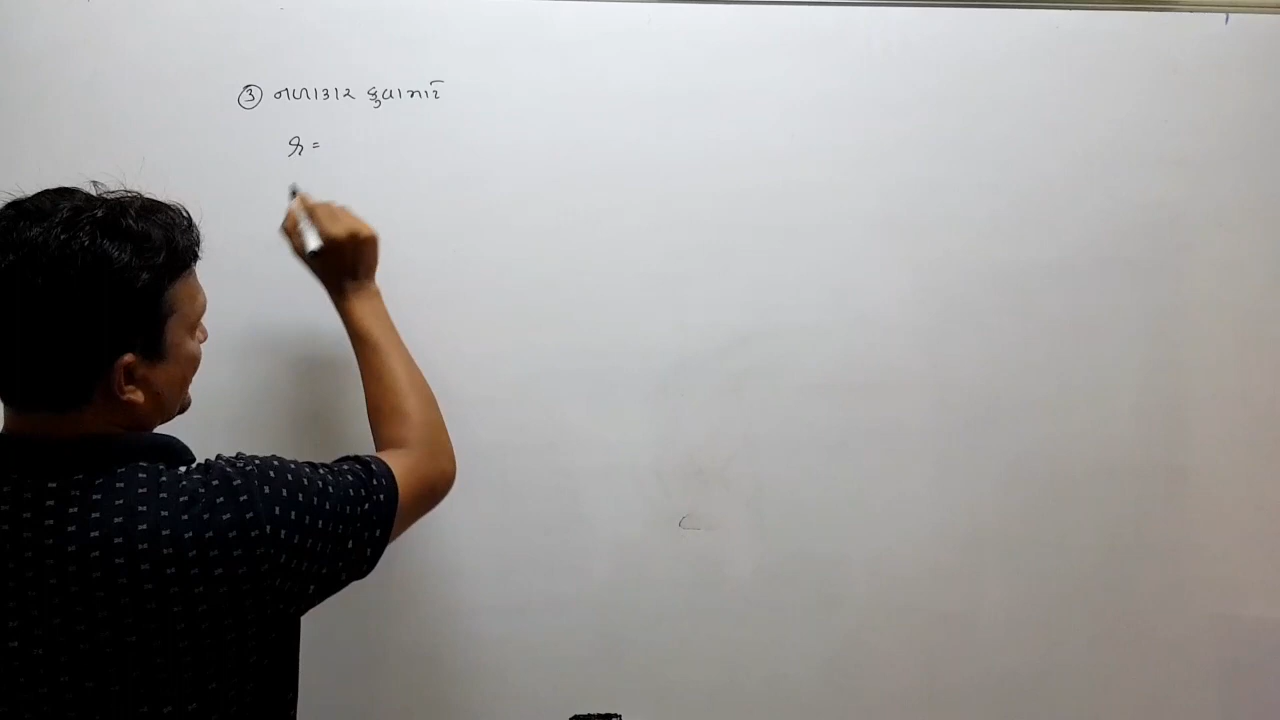 ③ નળાકાર કુવા માટે
r =